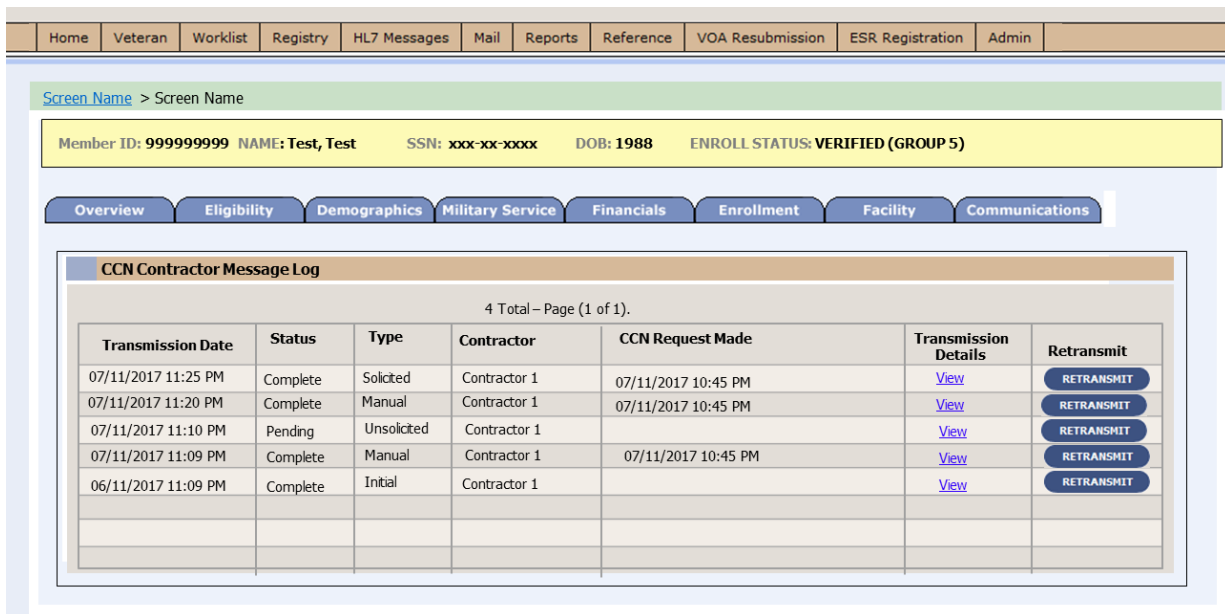 Home Veteran Worklist Registry HL7 Messages Mail Reports Reference VOA Resubmission ESR Registration Admin
Screen Name > Screen Name
Member ID: 999999999 NAME: Test, Test SSN: xxx-xx-xxxx DOB: 1988 ENROLL STATUS: VERIFIED (GROUP 5)
Overview Eligibility Demographics Military Service Financials Enrollment Facility Communications
CCN Contractor Message Log
4 Total – Page (1 of 1).
Transmission Date Status Type Contractor CCN Request Made Transmission Details Retransmit
07/11/2017 11:25 PM Complete Solicited Contractor 1 07/11/2017 10:45 PM View RETRANSMIT
07/11/2017 11:20 PM Complete Manual Contractor 1 07/11/2017 10:45 PM View RETRANSMIT
07/11/2017 11:10 PM Pending Unsolicited Contractor 1 View RETRANSMIT
07/11/2017 11:09 PM Complete Manual Contractor 1 07/11/2017 10:45 PM View RETRANSMIT
06/11/2017 11:09 PM Complete Initial Contractor 1 View RETRANSMIT